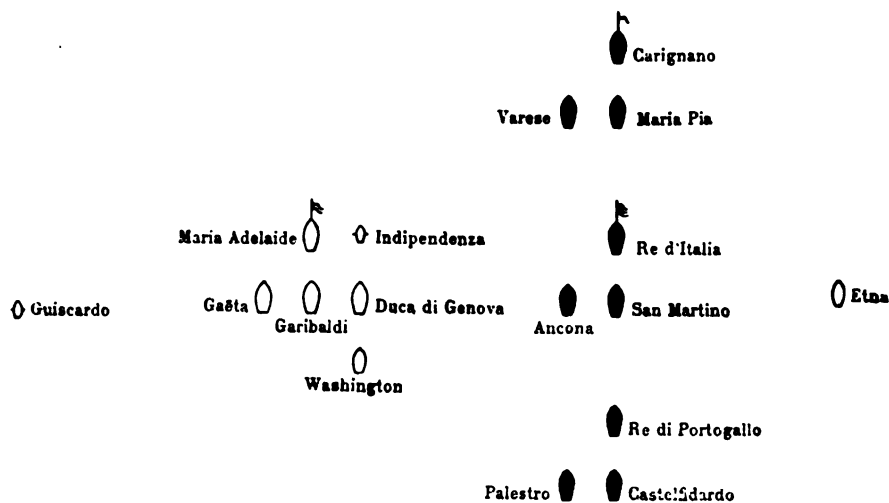 Carignano
Varese
Maria Pia
Maria Adelaide
Indipendenza
Re d'Italia
Guiscardo
Gaëta
Garibaldi
Duca di Genova
Ancona
San Martino
Etna
Washington
Re di Portogallo
Palestro
Castelfidardo